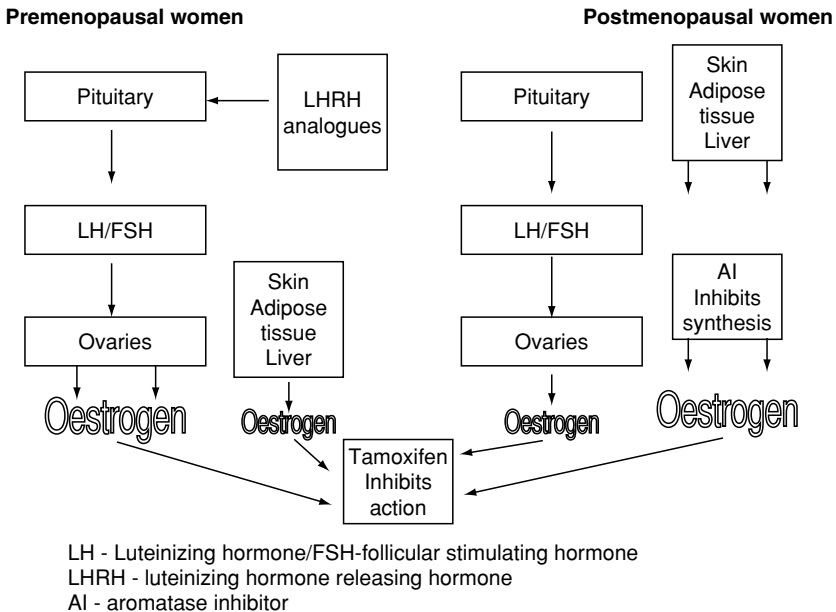 Premenopausal women
Pituitary
LHRH
analogues
LH/FSH
Ovaries
Skin
Adipose
tissue
Liver
Oestrogen
Oestrogen
Postmenopausal women
Pituitary
Skin
Adipose
tissue
Liver
LH/FSH
AI
Inhibits
synthesis
Ovaries
Oestrogen
Oestrogen
Tamoxifen
Inhibits
action
LH - Luteinizing hormone/FSH-follicular stimulating hormone
LHRH - luteinizing hormone releasing hormone
AI - aromatase inhibitor